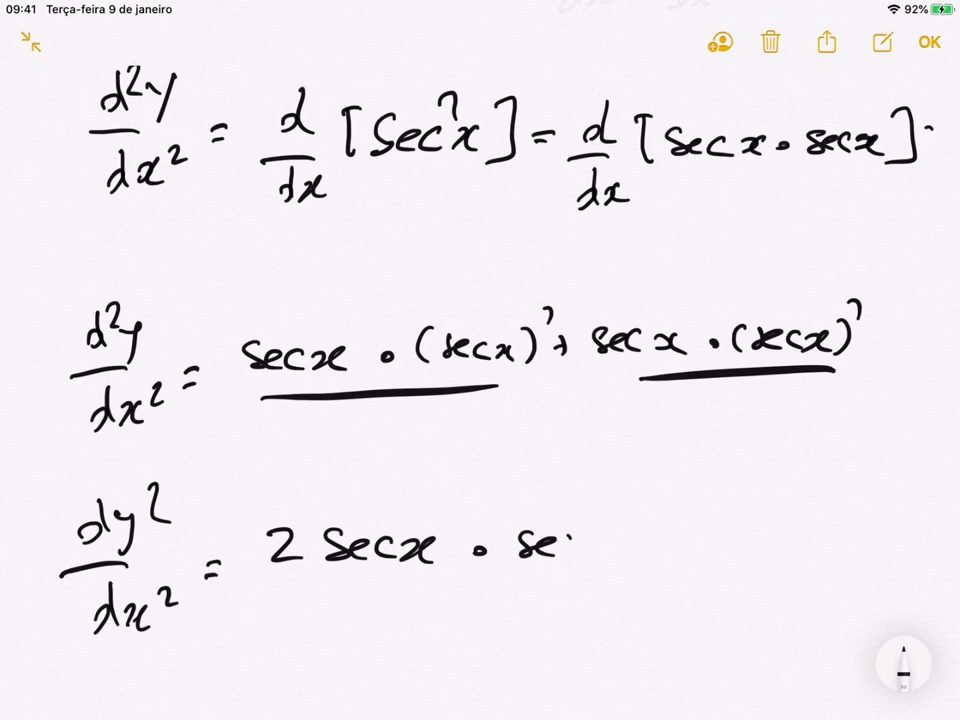 09:41 Terça-feira 9 de janeiro 92%
OK
d²y/dx² = d/dx [sec²x] = d/dx [secx • secx].
d²y/dx² = secx • (secx)' + secx • (secx)'
dy²/dx² = 2 secx • se